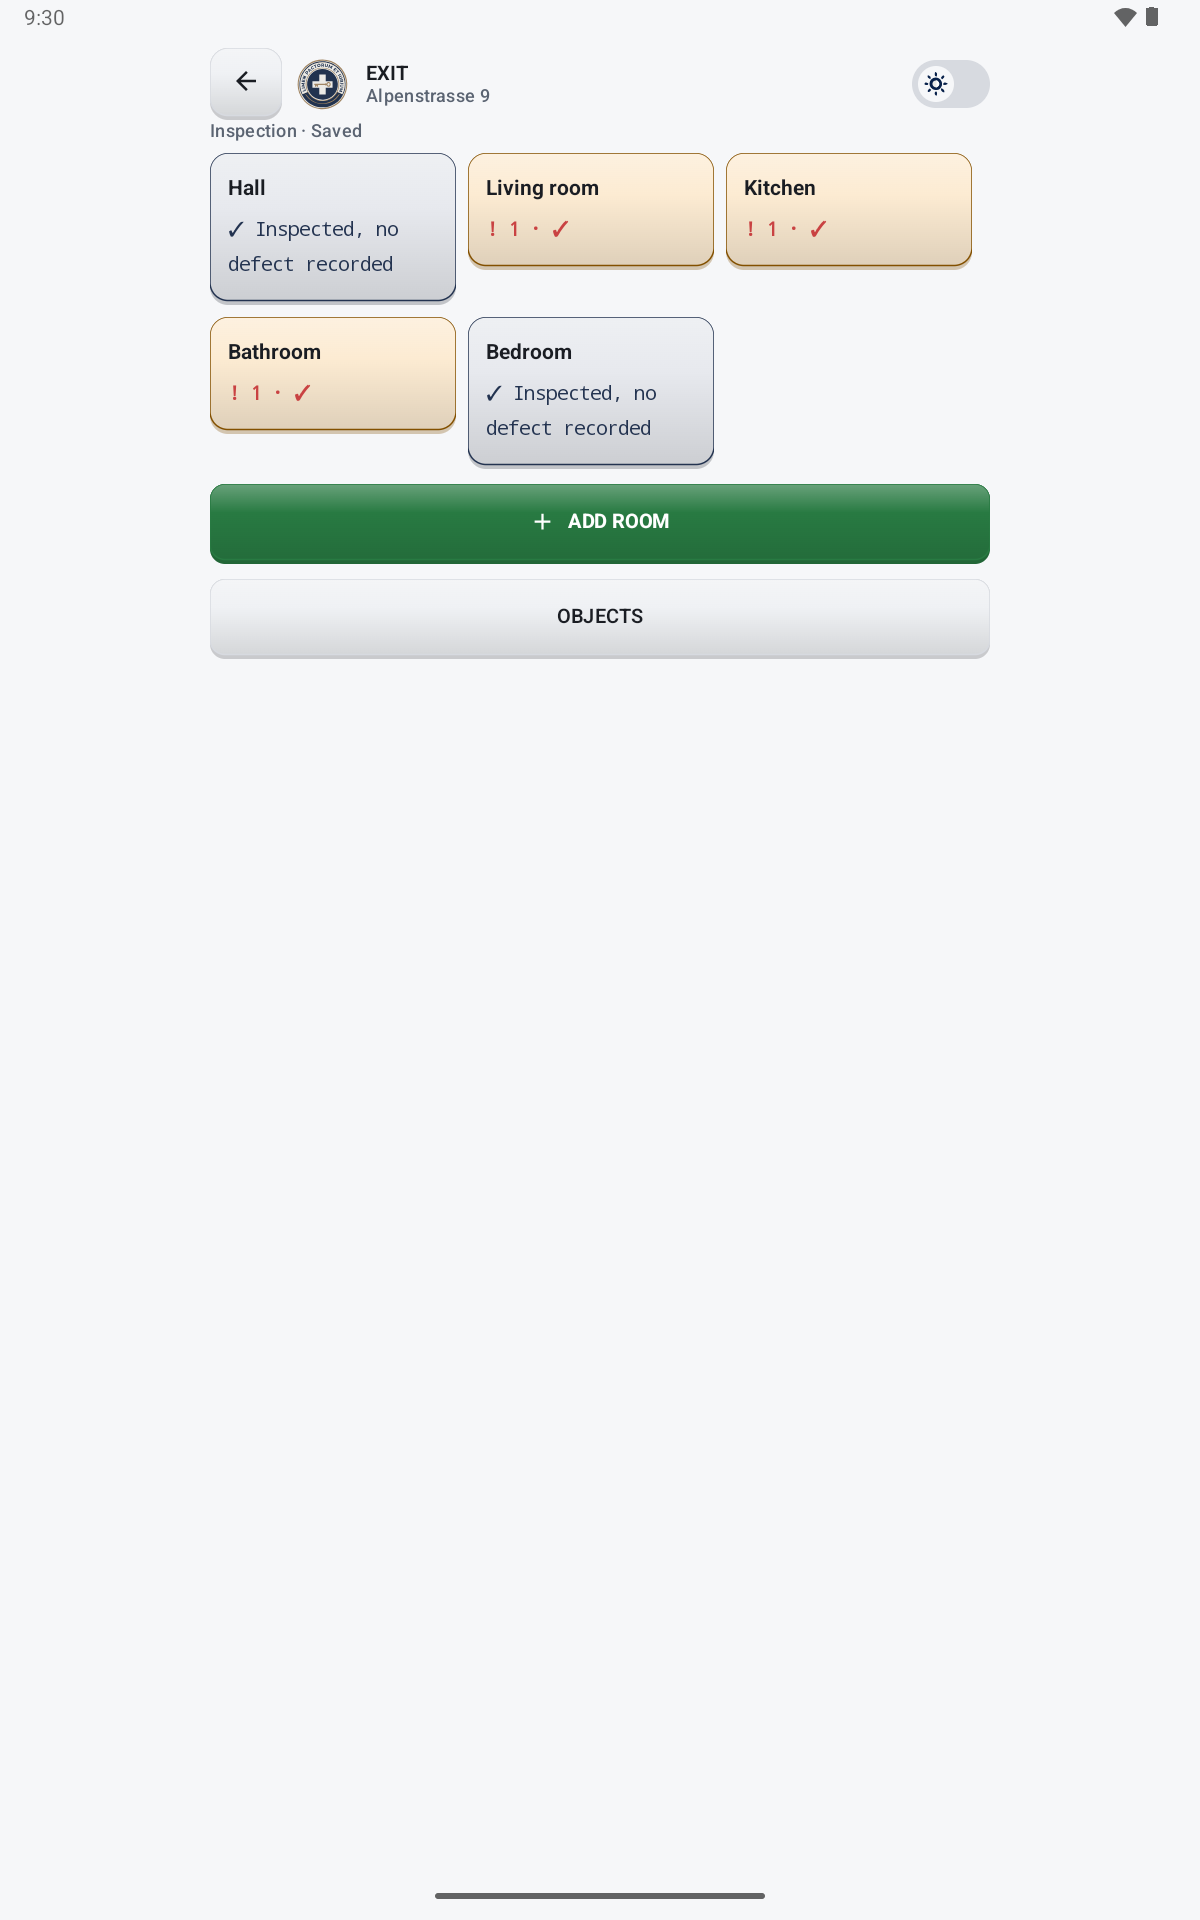 9:30
EXIT
Alpenstrasse 9
Inspection · Saved
Hall
✓ Inspected, no
defect recorded
Living room
! 1 · ✓
Kitchen
! 1 · ✓
Bathroom
! 1 · ✓
Bedroom
✓ Inspected, no
defect recorded
+ ADD ROOM
OBJECTS